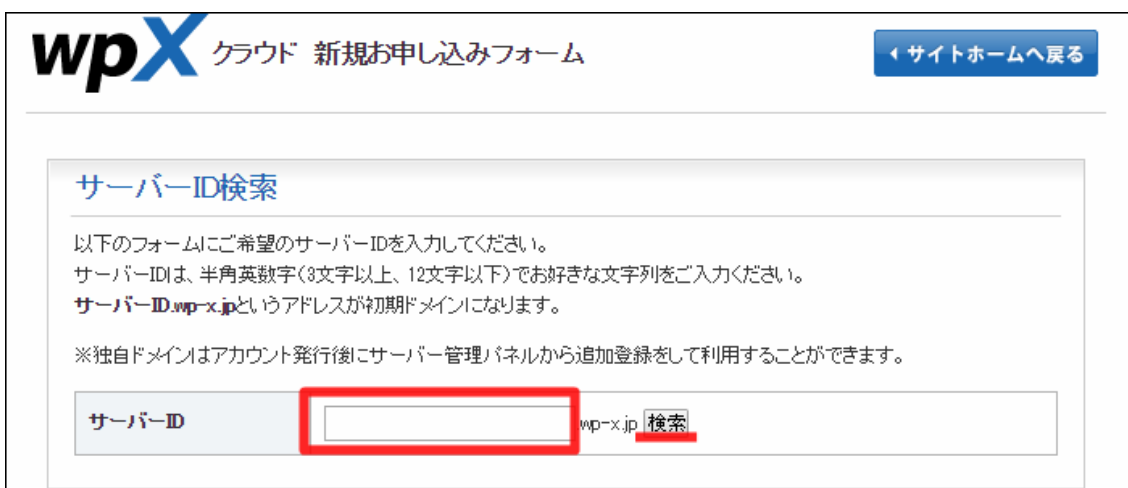 wpX クラウド 新規お申し込みフォーム
サイトホームへ戻る
サーバーID検索
以下のフォームにご希望のサーバーIDを入力してください。
サーバーIDは、半角英数字(3文字以上、12文字以下)でお好きな文字列をご入力ください。
サーバーID.wp-x.jpというアドレスが初期ドメインになります。
※独自ドメインはアカウント発行後にサーバー管理パネルから追加登録をして利用することができます。
サーバーID .wp-x.jp 検索